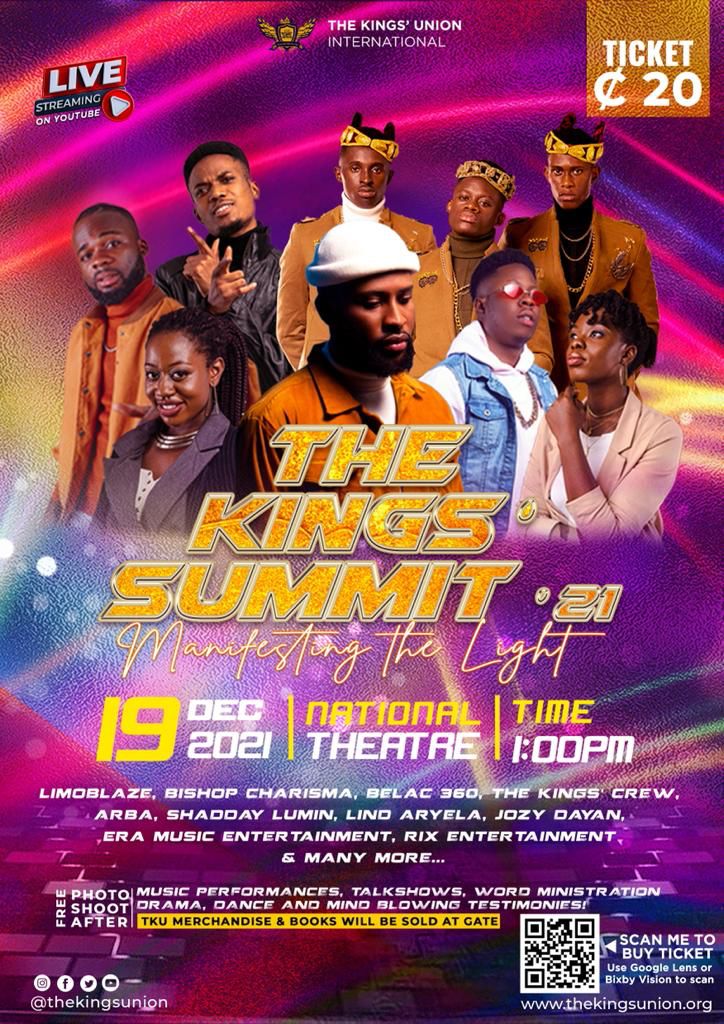 THE KINGS' UNION
INTERNATIONAL
TICKET
₵ 20
LIVE
STREAMING
ON YOUTUBE
THE
KINGS'
SUMMIT '21
Manifesting the Light
19 DEC 2021
NATIONAL THEATRE
TIME 1:00PM
LIMOBLAZE, BISHOP CHARISMA, BELAC 360, THE KINGS' CREW,
ARBA, SHADDAY LUMIN, LIND ARYELA, JOZY DAYAN,
ERA MUSIC ENTERTAINMENT, RIX ENTERTAINMENT
& MANY MORE...
FREE
PHOTO
SHOOT
AFTER
MUSIC PERFORMANCES, TALKSHOWS, WORD MINISTRATION
DRAMA, DANCE AND MIND BLOWING TESTIMONIES!
TKU MERCHANDISE & BOOKS WILL BE SOLD AT GATE
SCAN ME TO
BUY TICKET
Use Google Lens or
Bixby Vision to scan
@thekingsunion
www.thekingsunion.org